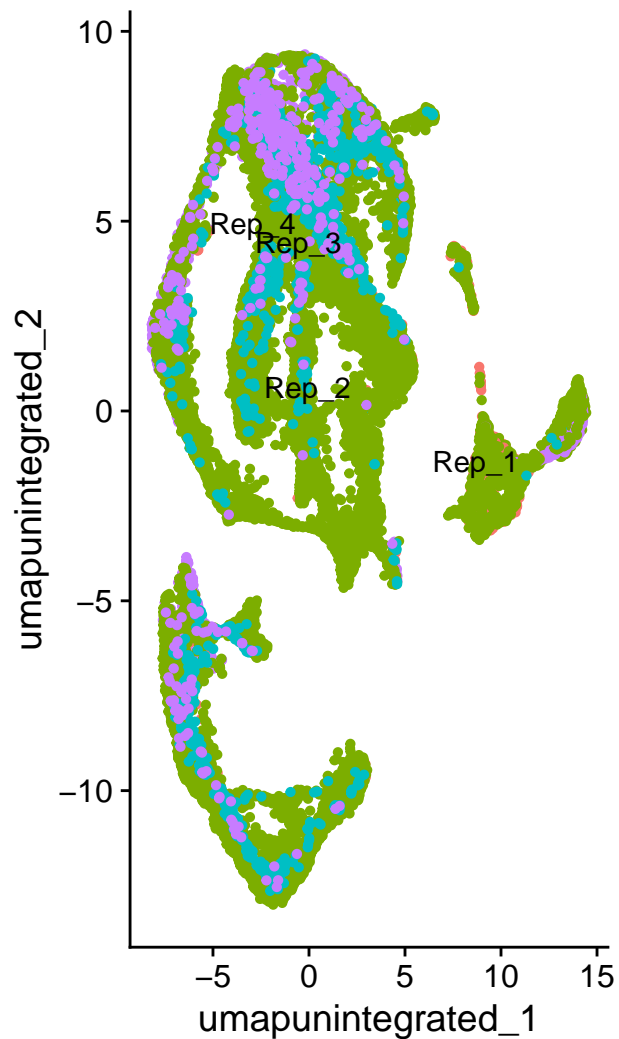 10
5
0
−5
−10
umapunintegrated_2
Rep_4
Rep_3
Rep_2
Rep_1
−5 0 5 10 15
umapunintegrated_1